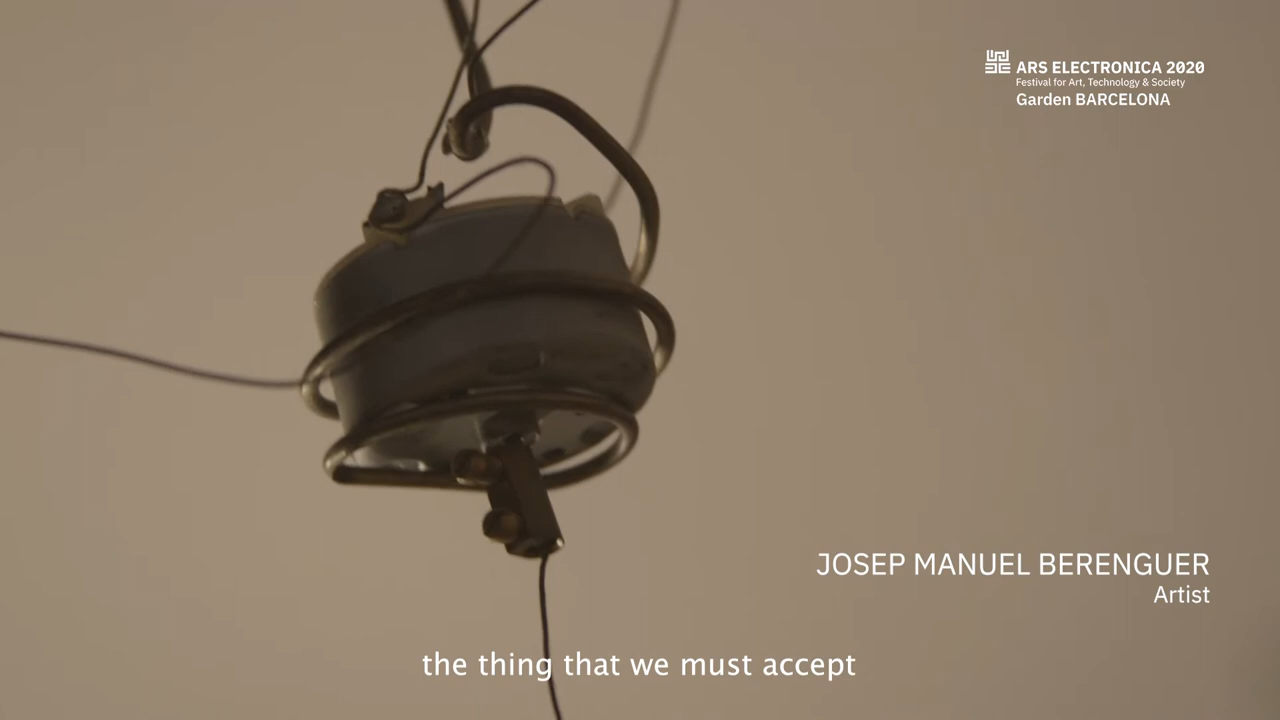 ARS ELECTRONICA 2020
Festival for Art, Technology & Society
Garden BARCELONA
JOSEP MANUEL BERENGUER
Artist
the thing that we must accept